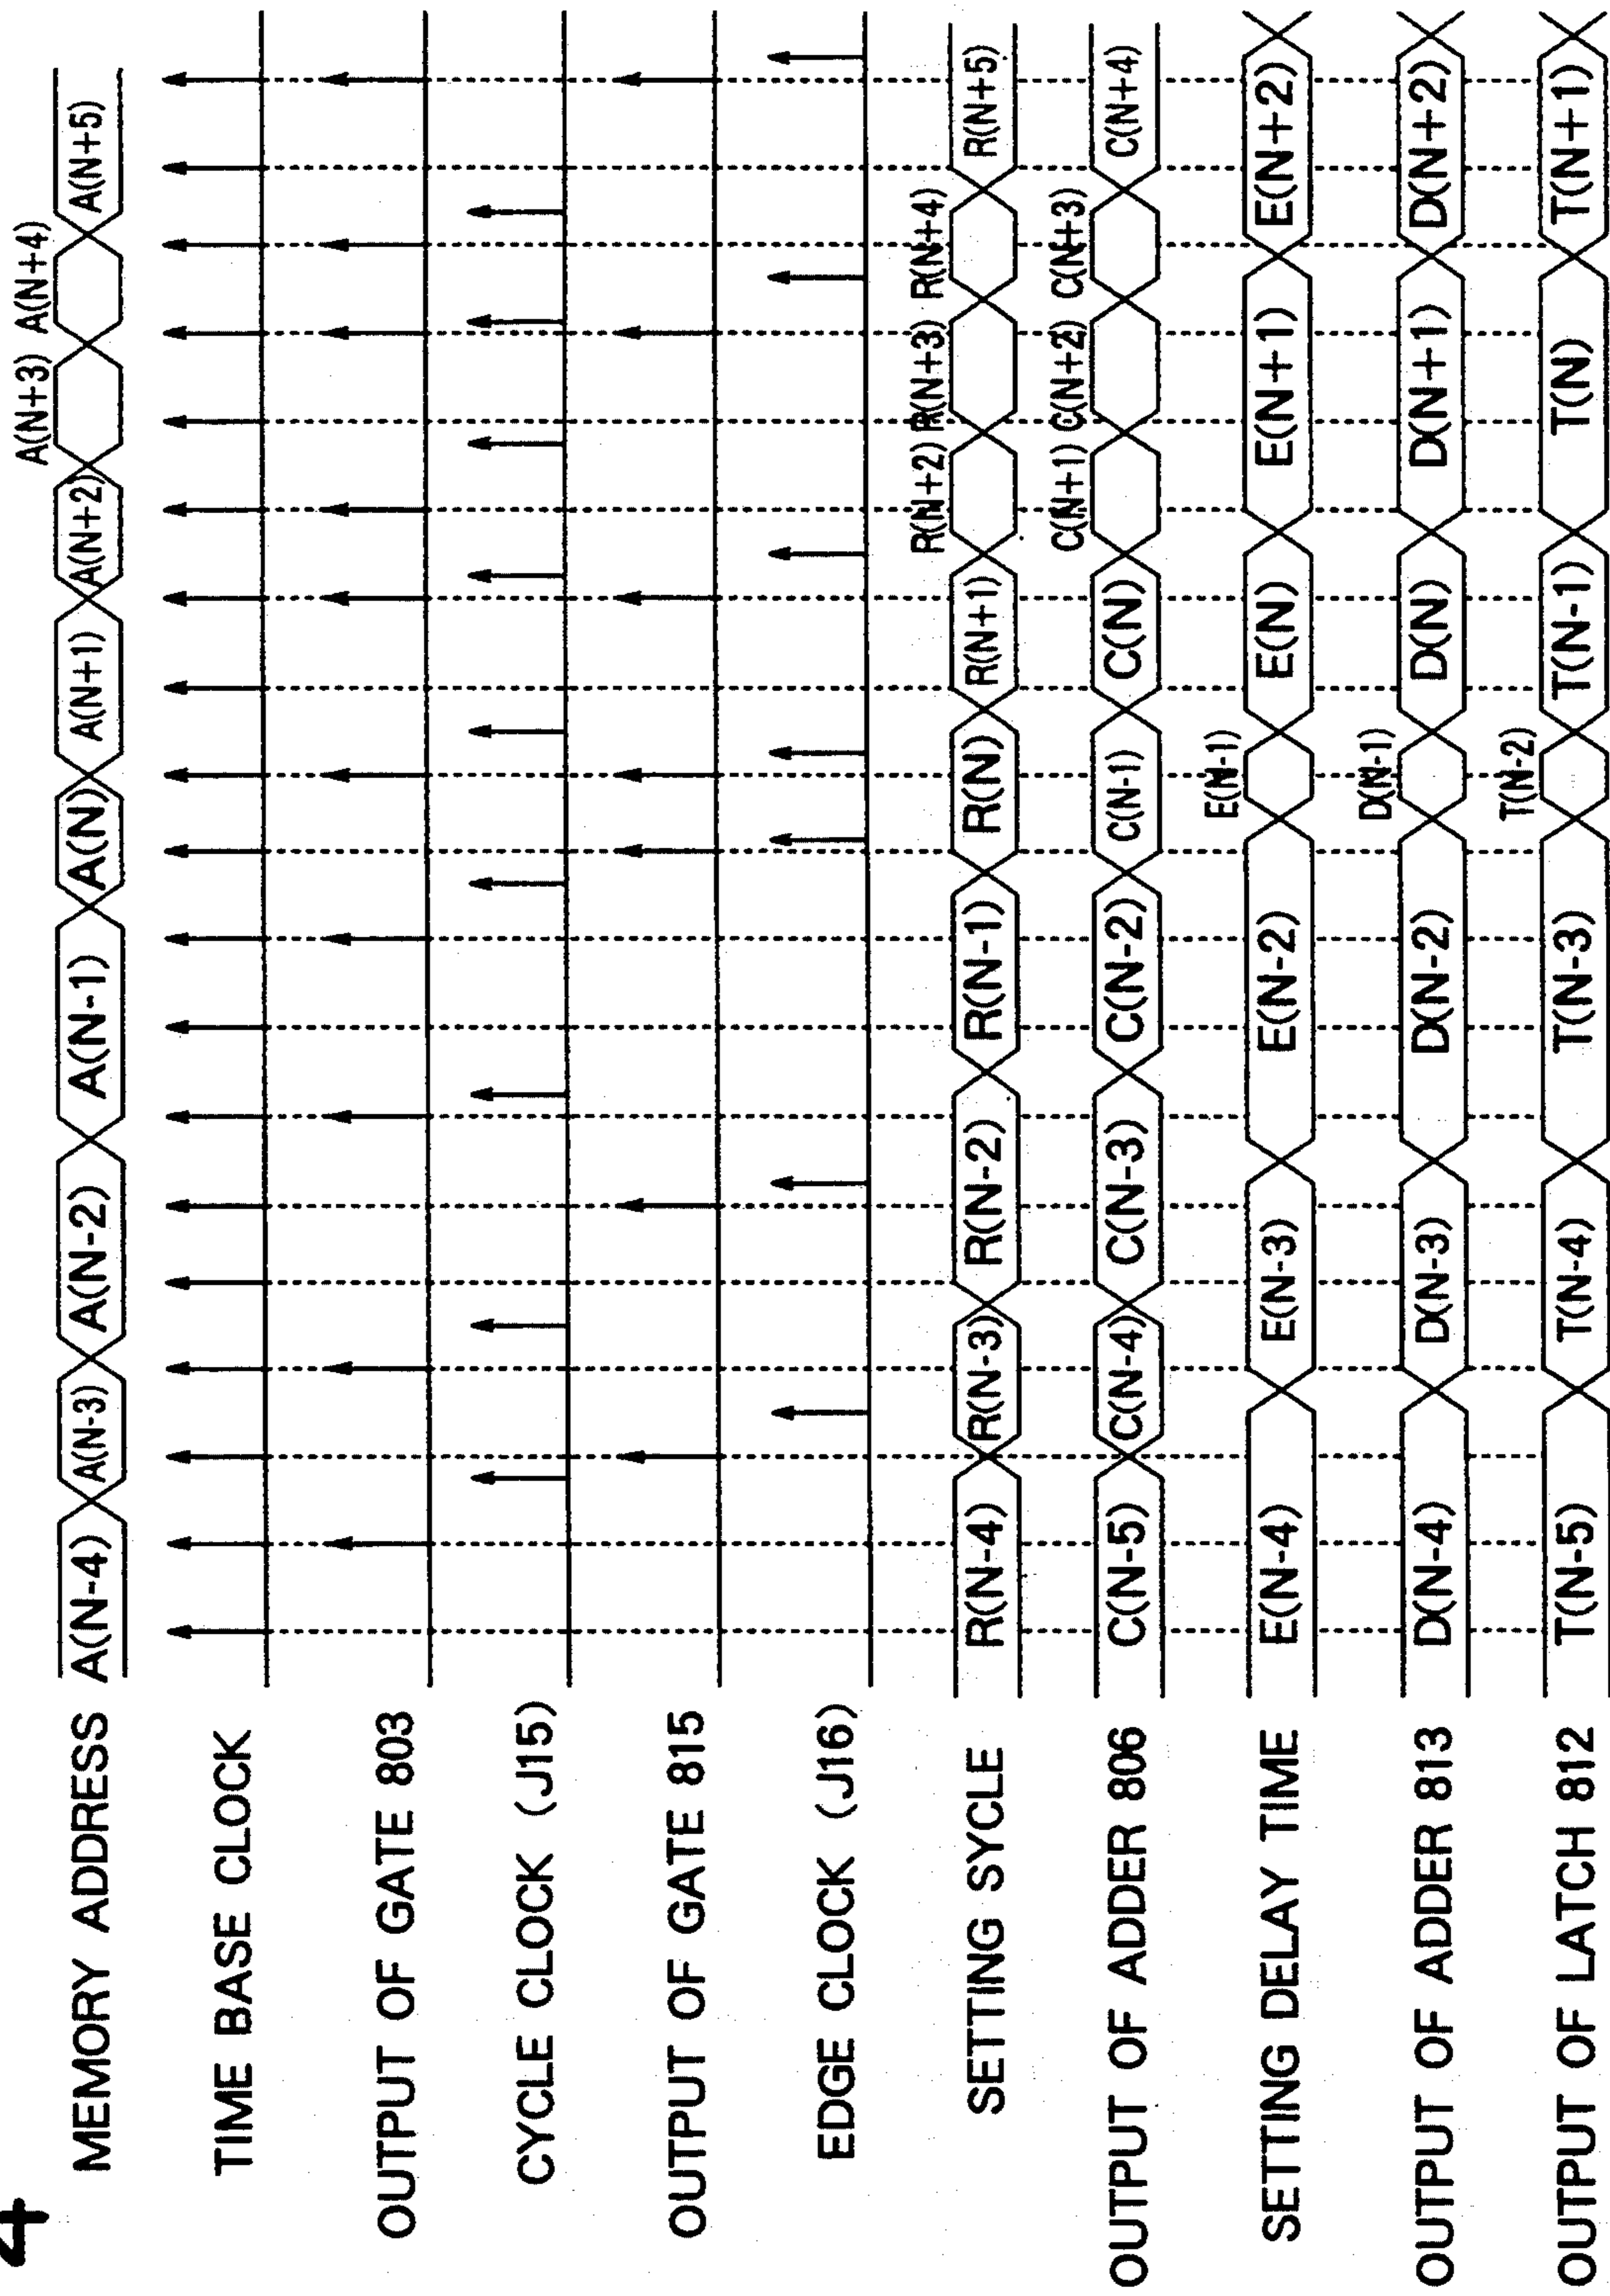 4
MEMORY ADDRESS A(N-4) A(N-3) A(N-2) A(N-1) A(N) A(N+1) A(N+2) A(N+3) A(N+4) A(N+5)
TIME BASE CLOCK
OUTPUT OF GATE 803
CYCLE CLOCK (J15)
OUTPUT OF GATE 815
EDGE CLOCK (J16)
SETTING SYCLE R(N-4) R(N-3) R(N-2) R(N-1) R(N) R(N+1) R(N+2) R(N+3) R(N+4) R(N+5)
OUTPUT OF ADDER 806 C(N-5) C(N-4) C(N-3) C(N-2) C(N-1) C(N) C(N+1) C(N+2) C(N+3) C(N+4)
SETTING DELAY TIME E(N-4) E(N-3) E(N-2) E(N-1) E(N) E(N+1) E(N+2)
OUTPUT OF ADDER 813 D(N-4) D(N-3) D(N-2) D(N-1) D(N) D(N+1) D(N+2)
OUTPUT OF LATCH 812 T(N-5) T(N-4) T(N-3) T(N-2) T(N-1) T(N) T(N+1)